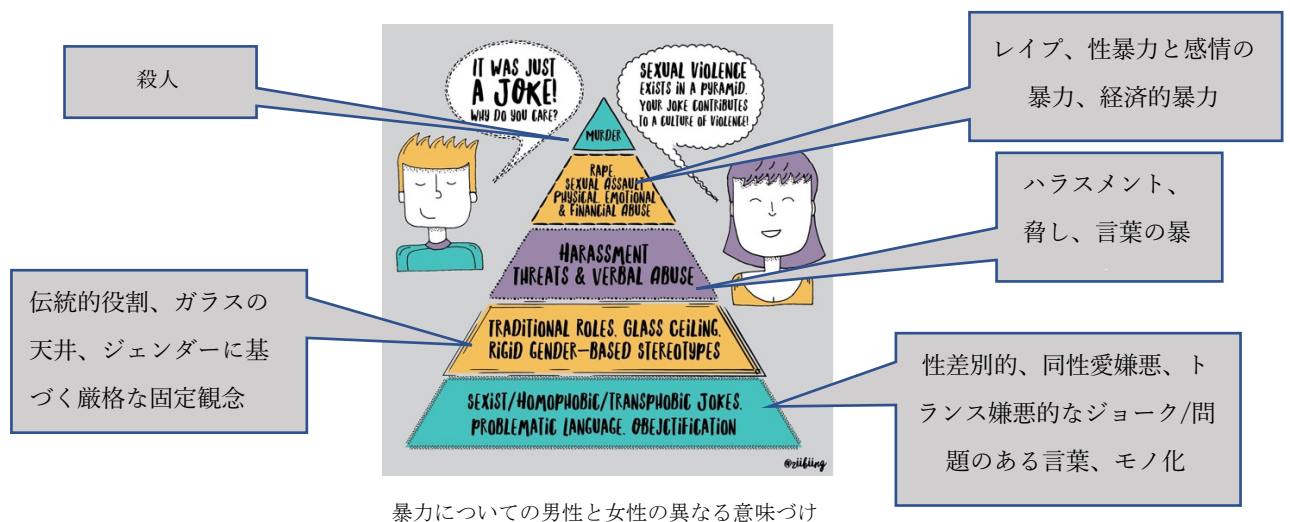 殺人
IT WAS JUST
A JOKE!
WHY DO YOU CARE?
SEXUAL VIOLENCE
EXISTS IN A PYRAMID.
YOUR JOKE CONTRIBUTES
TO A CULTURE OF VIOLENCE!
レイプ、性暴力と感情の
暴力、経済的暴力
MURDER
RAPE
SEXUAL ASSAULT
PHYSICAL, EMOTIONAL
& FINANCIAL ABUSE
ハラスメント、
脅し、言葉の暴
HARASSMENT
THREATS & VERBAL ABUSE
伝統的役割、ガラスの
天井、ジェンダーに基
づく厳格な固定観念
TRADITIONAL ROLES, GLASS CEILING,
RIGID GENDER-BASED STEREOTYPES
性差別的、同性愛嫌悪、ト
ランス嫌悪的なジョーク/問
題のある言葉、モノ化
SEXIST/HOMOPHOBIC/TRANSPHOBIC JOKES,
PROBLEMATIC LANGUAGE, OBEJCTIFICATION
@ziibiing
暴力についての男性と女性の異なる意味づけ